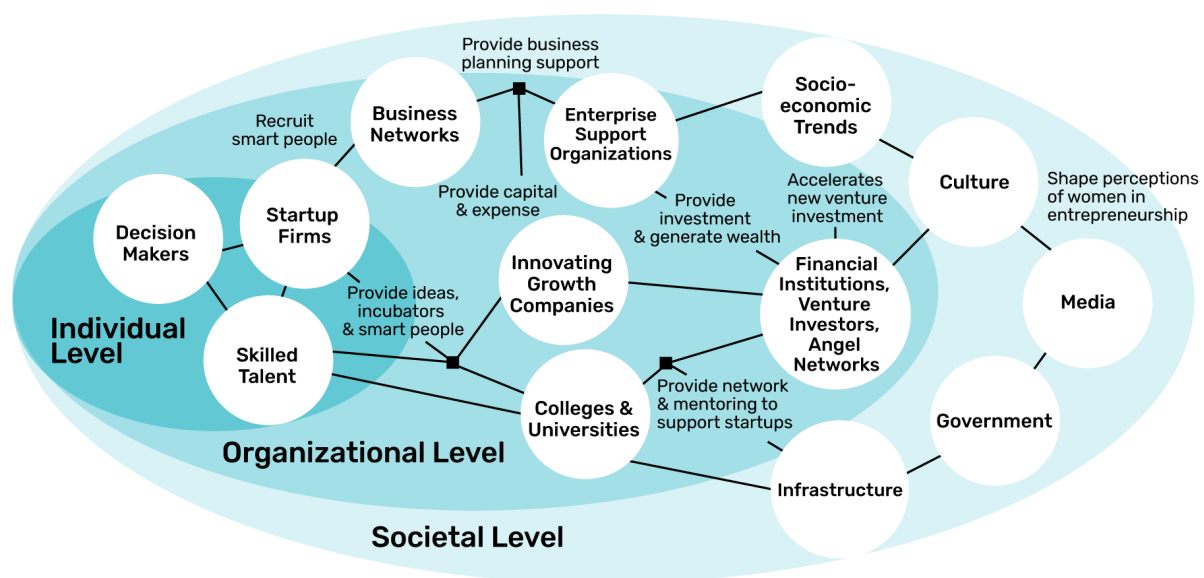 Provide business
planning support
Socio-
economic
Trends
Business
Networks
Enterprise
Support
Organizations
Recruit
smart people
Culture
Shape perceptions
of women in
entrepreneurship
Accelerates
new venture
investment
Provide capital
& expense
Provide
investment
& generate wealth
Startup
Firms
Decision
Makers
Innovating
Growth
Companies
Financial
Institutions,
Venture
Investors,
Angel
Networks
Media
Provide ideas,
incubators
& smart people
Individual
Level
Skilled
Talent
Colleges &
Universities
Provide network
& mentoring to
support startups
Government
Organizational Level
Infrastructure
Societal Level